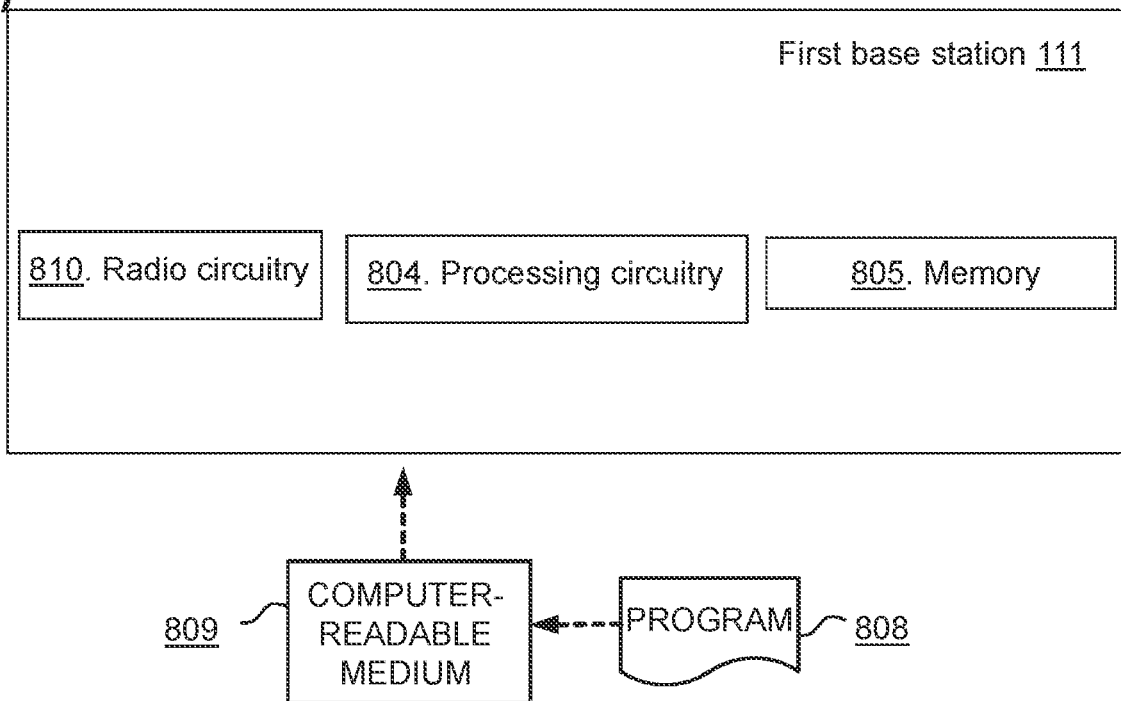 First base station 111
810. Radio circuitry
804. Processing circuitry
805. Memory
809
COMPUTER-
READABLE
MEDIUM
PROGRAM
808